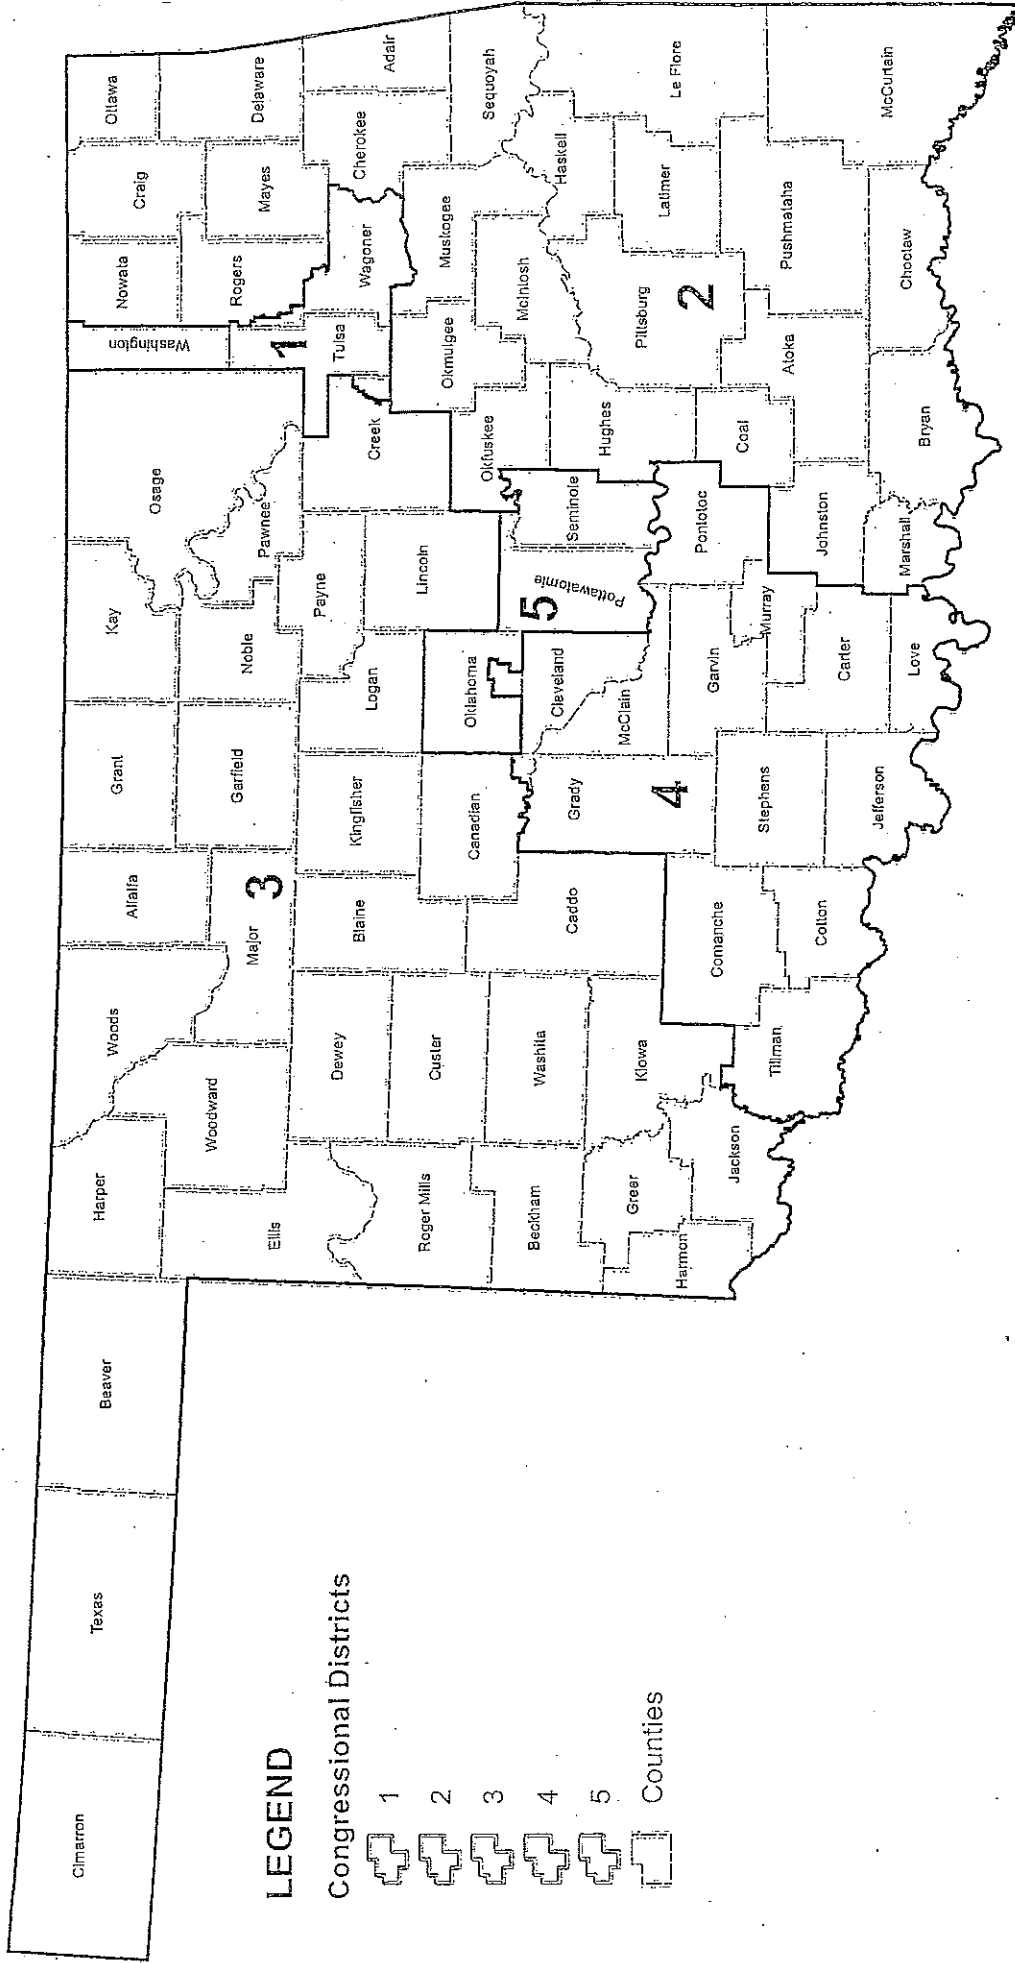 Cimarron
Texas
Beaver
Harper
Woods
Alfalfa
Grant
Kay
Osage
Washington
Nowata
Craig
Ottawa
Ellis
Woodward
Major
3
Garfield
Noble
Pawnee
1
Rogers
Mayes
Delaware
Dewey
Blaine
Kingfisher
Logan
Payne
Creek
Tulsa
Wagoner
Cherokee
Adair
Roger Mills
Custer
Canadian
Oklahoma
Lincoln
Okfuskee
Okmulgee
Muskogee
Sequoyah
Beckham
Washita
Caddo
Grady
Cleveland
5
Pottawatomie
Seminole
Hughes
McIntosh
Haskell
Greer
Kiowa
4
McClain
Pittsburg
2
Latimer
Le Flore
Harmon
Jackson
Tillman
Comanche
Stephens
Garvin
Murray
Pontotoc
Coal
Atoka
Pushmataha
McCurtain
Cotton
Jefferson
Carter
Love
Johnston
Marshall
Bryan
Choctaw
LEGEND
Congressional Districts
1
2
3
4
5
Counties